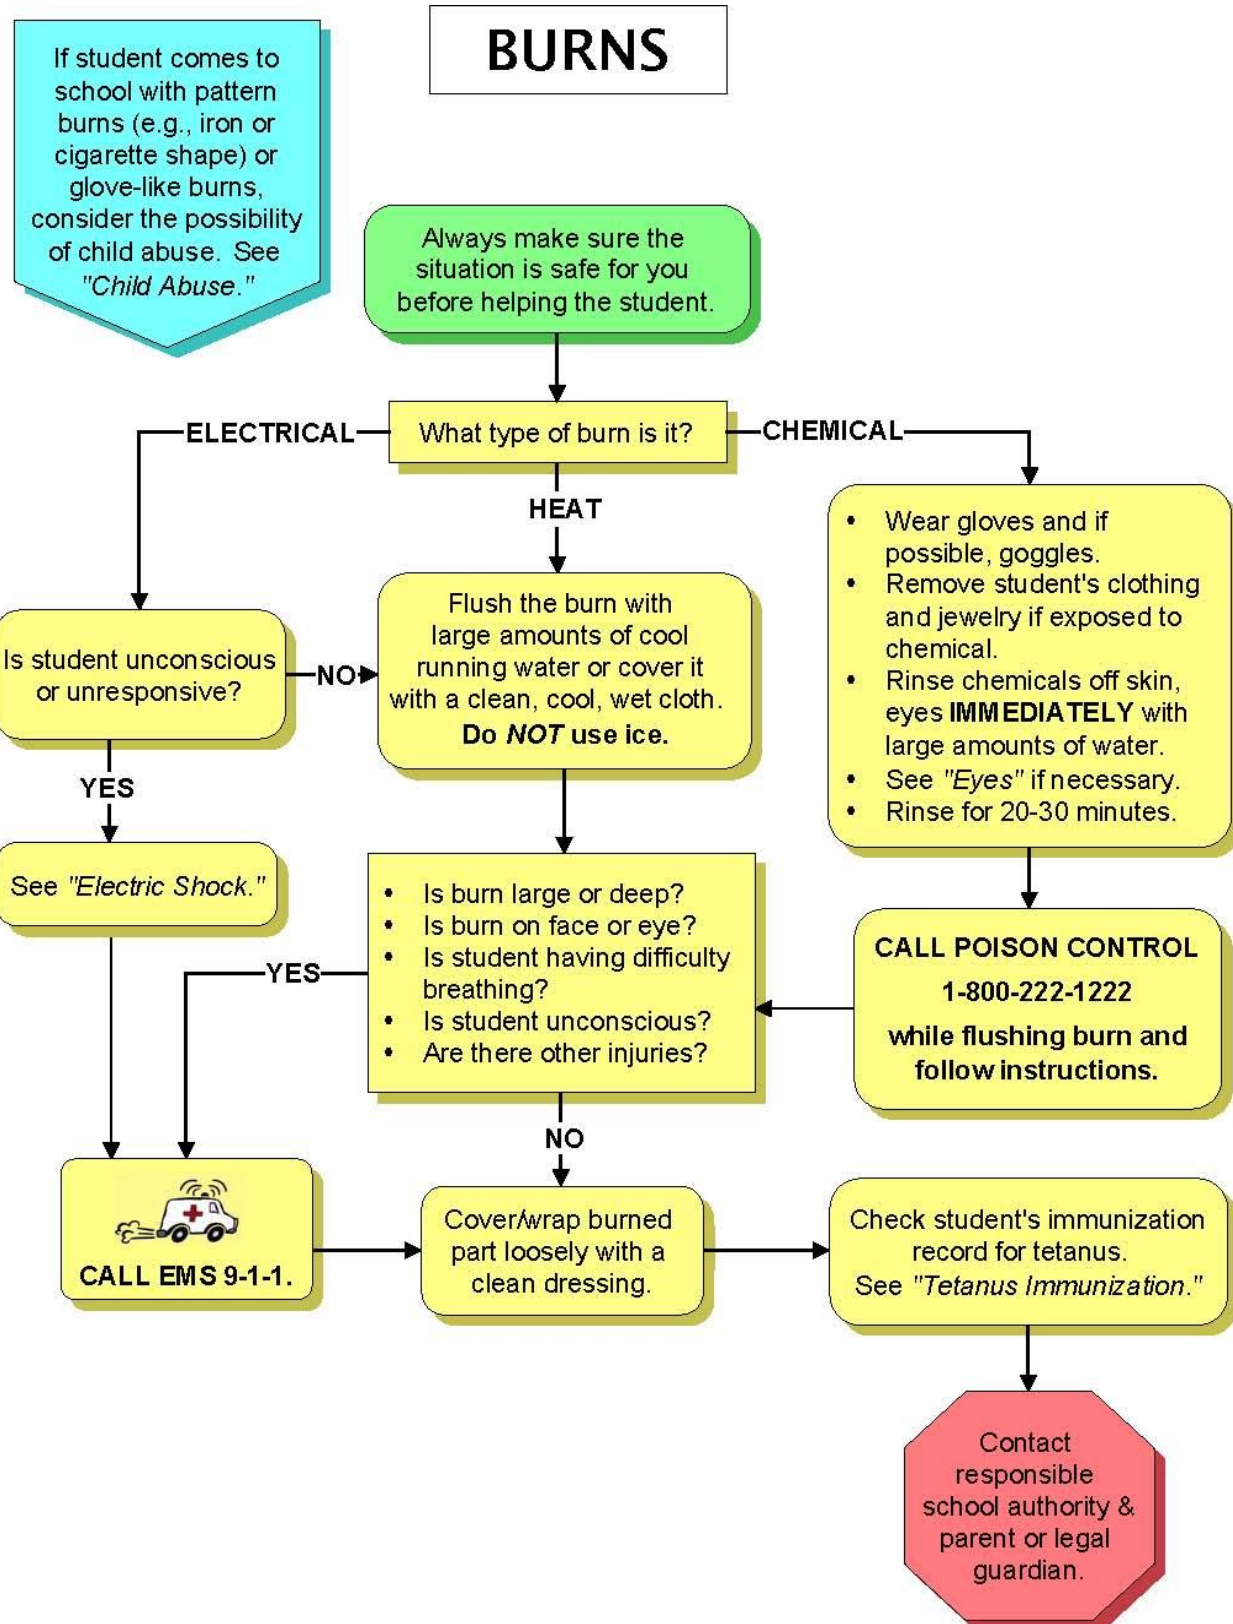 BURNS
If student comes to
school with pattern
burns (e.g., iron or
cigarette shape) or
glove-like burns,
consider the possibility
of child abuse. See
"Child Abuse."
Always make sure the
situation is safe for you
before helping the student.
What type of burn is it?
ELECTRICAL
HEAT
CHEMICAL
Is student unconscious
or unresponsive?
NO
YES
See "Electric Shock."
Flush the burn with
large amounts of cool
running water or cover it
with a clean, cool, wet cloth.
Do NOT use ice.
• Wear gloves and if
possible, goggles.
• Remove student's clothing
and jewelry if exposed to
chemical.
• Rinse chemicals off skin,
eyes IMMEDIATELY with
large amounts of water.
• See "Eyes" if necessary.
• Rinse for 20-30 minutes.
CALL POISON CONTROL
1-800-222-1222
while flushing burn and
follow instructions.
• Is burn large or deep?
• Is burn on face or eye?
• Is student having difficulty
breathing?
• Is student unconscious?
• Are there other injuries?
YES
NO
CALL EMS 9-1-1.
Cover/wrap burned
part loosely with a
clean dressing.
Check student's immunization
record for tetanus.
See "Tetanus Immunization."
Contact
responsible
school authority &
parent or legal
guardian.